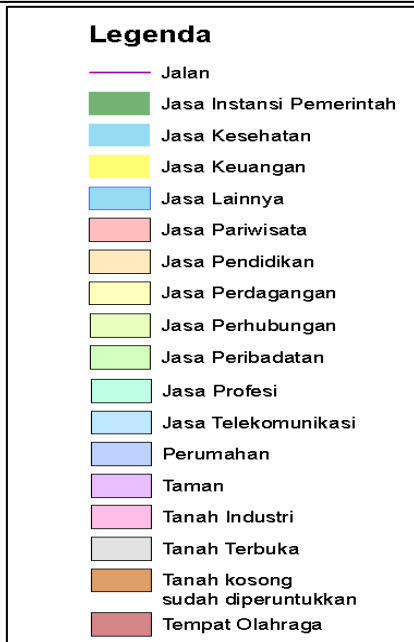 Legenda
Jalan
Jasa Instansi Pemerintah
Jasa Kesehatan
Jasa Keuangan
Jasa Lainnya
Jasa Pariwisata
Jasa Pendidikan
Jasa Perdagangan
Jasa Perhubungan
Jasa Peribadatan
Jasa Profesi
Jasa Telekomunikasi
Perumahan
Taman
Tanah Industri
Tanah Terbuka
Tanah kosong
sudah diperuntukkan
Tempat Olahraga